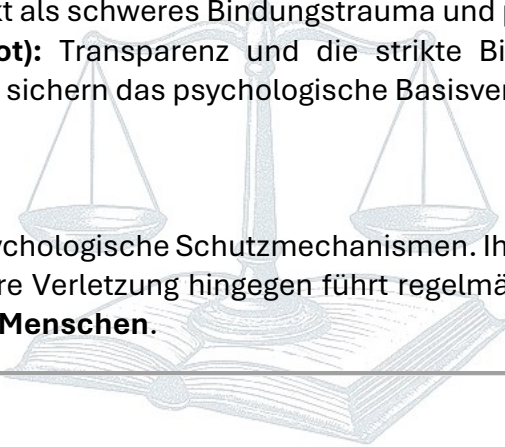 kt als schweres Bindungstrauma und p
ot): Transparenz und die strikte Bi
sichern das psychologische Basisver
ychologische Schutzmechanismen. Ih
re Verletzung hingegen führt regelmä
Menschen.